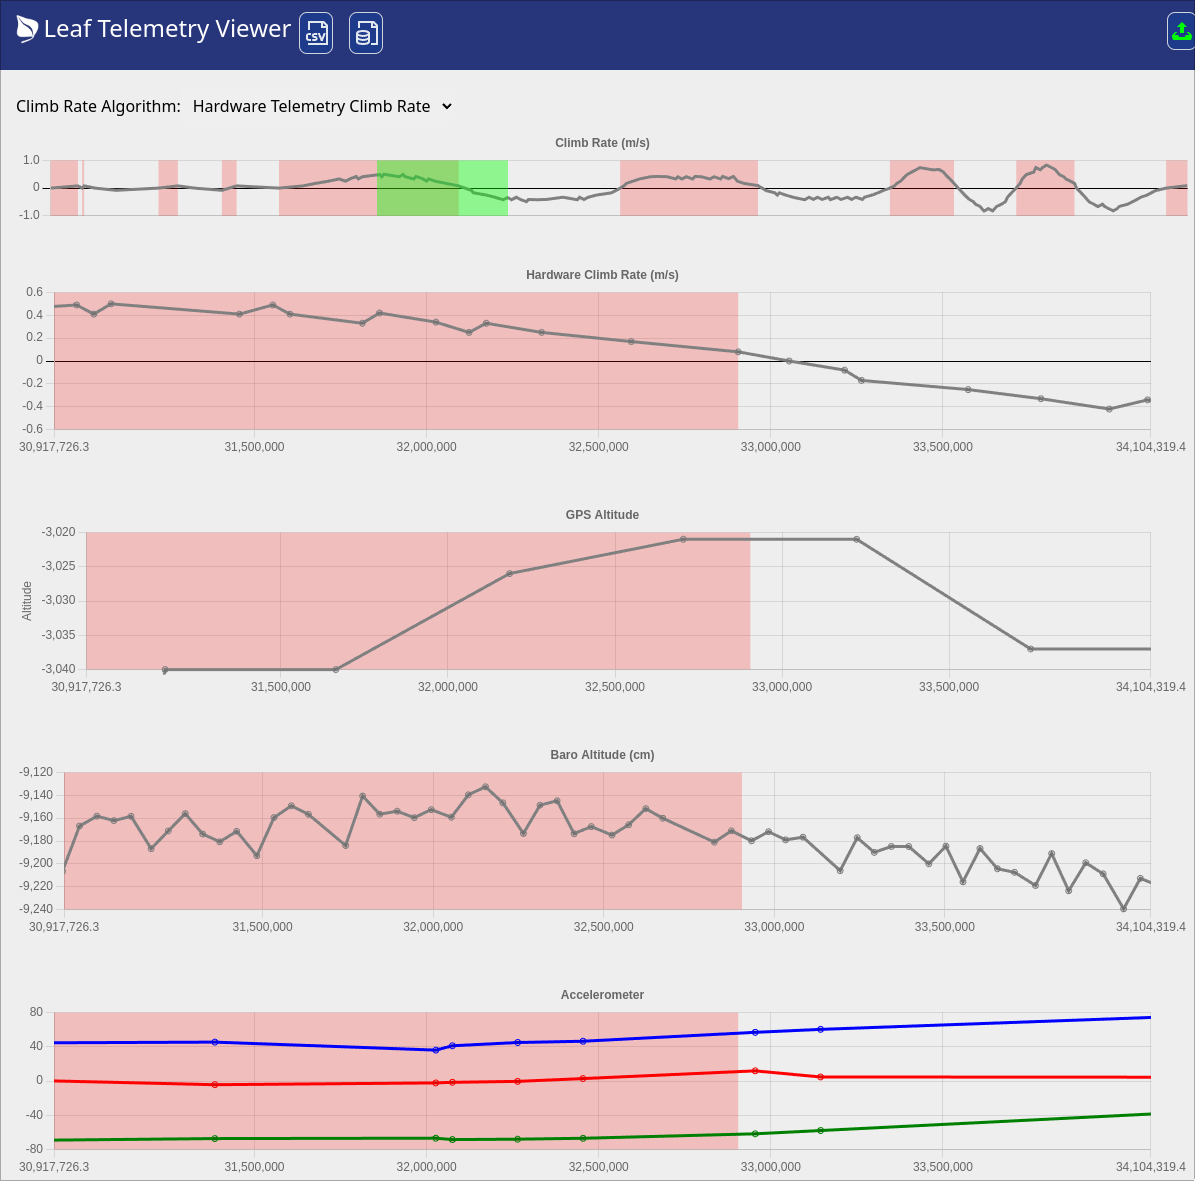 Leaf Telemetry Viewer CSV
Climb Rate Algorithm: Hardware Telemetry Climb Rate
Climb Rate (m/s)
1.0
0
-1.0
Hardware Climb Rate (m/s)
0.6
0.4
0.2
0
-0.2
-0.4
-0.6
30,917,726.3 31,500,000 32,000,000 32,500,000 33,000,000 33,500,000 34,104,319.4
GPS Altitude
Altitude
-3,020
-3,025
-3,030
-3,035
-3,040
30,917,726.3 31,500,000 32,000,000 32,500,000 33,000,000 33,500,000 34,104,319.4
Baro Altitude (cm)
-9,120
-9,140
-9,160
-9,180
-9,200
-9,220
-9,240
30,917,726.3 31,500,000 32,000,000 32,500,000 33,000,000 33,500,000 34,104,319.4
Accelerometer
80
40
0
-40
-80
30,917,726.3 31,500,000 32,000,000 32,500,000 33,000,000 33,500,000 34,104,319.4